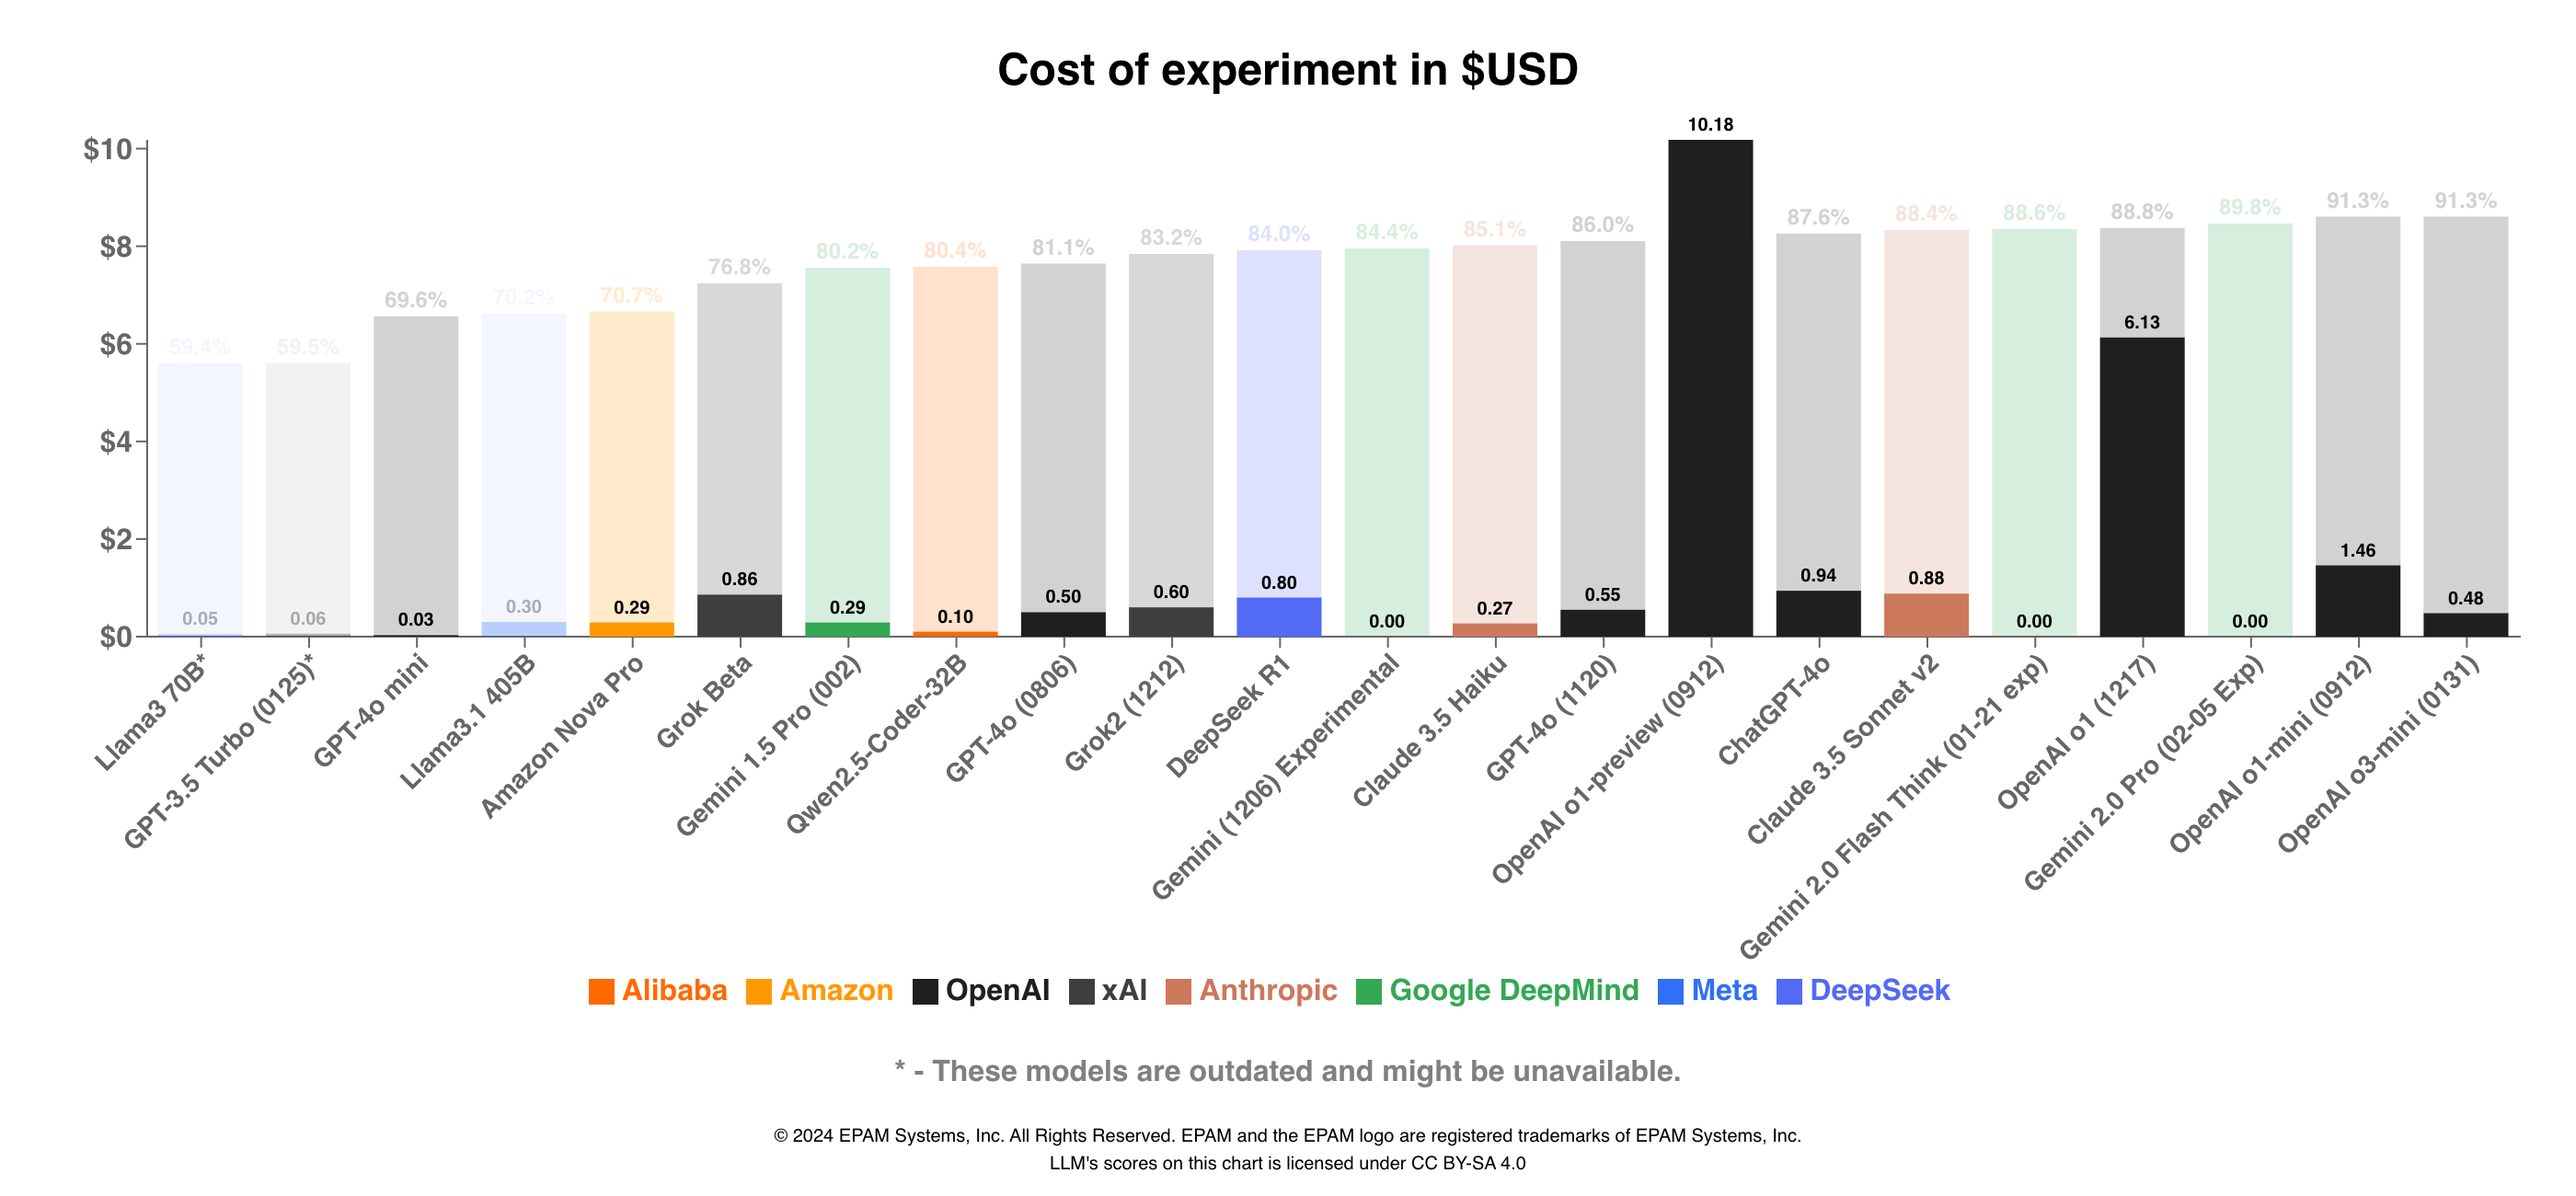 Cost of experiment in $USD
$10
$8
$6
$4
$2
$0
59.4%
59.5%
69.6%
70.2%
70.7%
76.8%
80.2%
80.4%
81.1%
83.2%
84.0%
84.4%
85.1%
86.0%
10.18
87.6%
88.4%
88.6%
88.8%
89.8%
91.3%
91.3%
0.05
0.06
0.03
0.30
0.29
0.86
0.29
0.10
0.50
0.60
0.80
0.00
0.27
0.55
0.94
0.88
0.00
6.13
0.00
1.46
0.48
Llama3 70B*
GPT-3.5 Turbo (0125)*
GPT-4o mini
Llama3.1 405B
Amazon Nova Pro
Grok Beta
Gemini 1.5 Pro (002)
Qwen2.5-Coder-32B
GPT-4o (0806)
Grok2 (1212)
DeepSeek R1
Gemini (1206) Experimental
Claude 3.5 Haiku
GPT-4o (1120)
OpenAI o1-preview (0912)
ChatGPT-4o
Claude 3.5 Sonnet v2
Gemini 2.0 Flash Think (01-21 exp)
OpenAI o1 (1217)
Gemini 2.0 Pro (02-05 Exp)
OpenAI o1-mini (0912)
OpenAI o3-mini (0131)
Alibaba Amazon OpenAI xAI Anthropic Google DeepMind Meta DeepSeek
* - These models are outdated and might be unavailable.
© 2024 EPAM Systems, Inc. All Rights Reserved. EPAM and the EPAM logo are registered trademarks of EPAM Systems, Inc.
LLM's scores on this chart is licensed under CC BY-SA 4.0